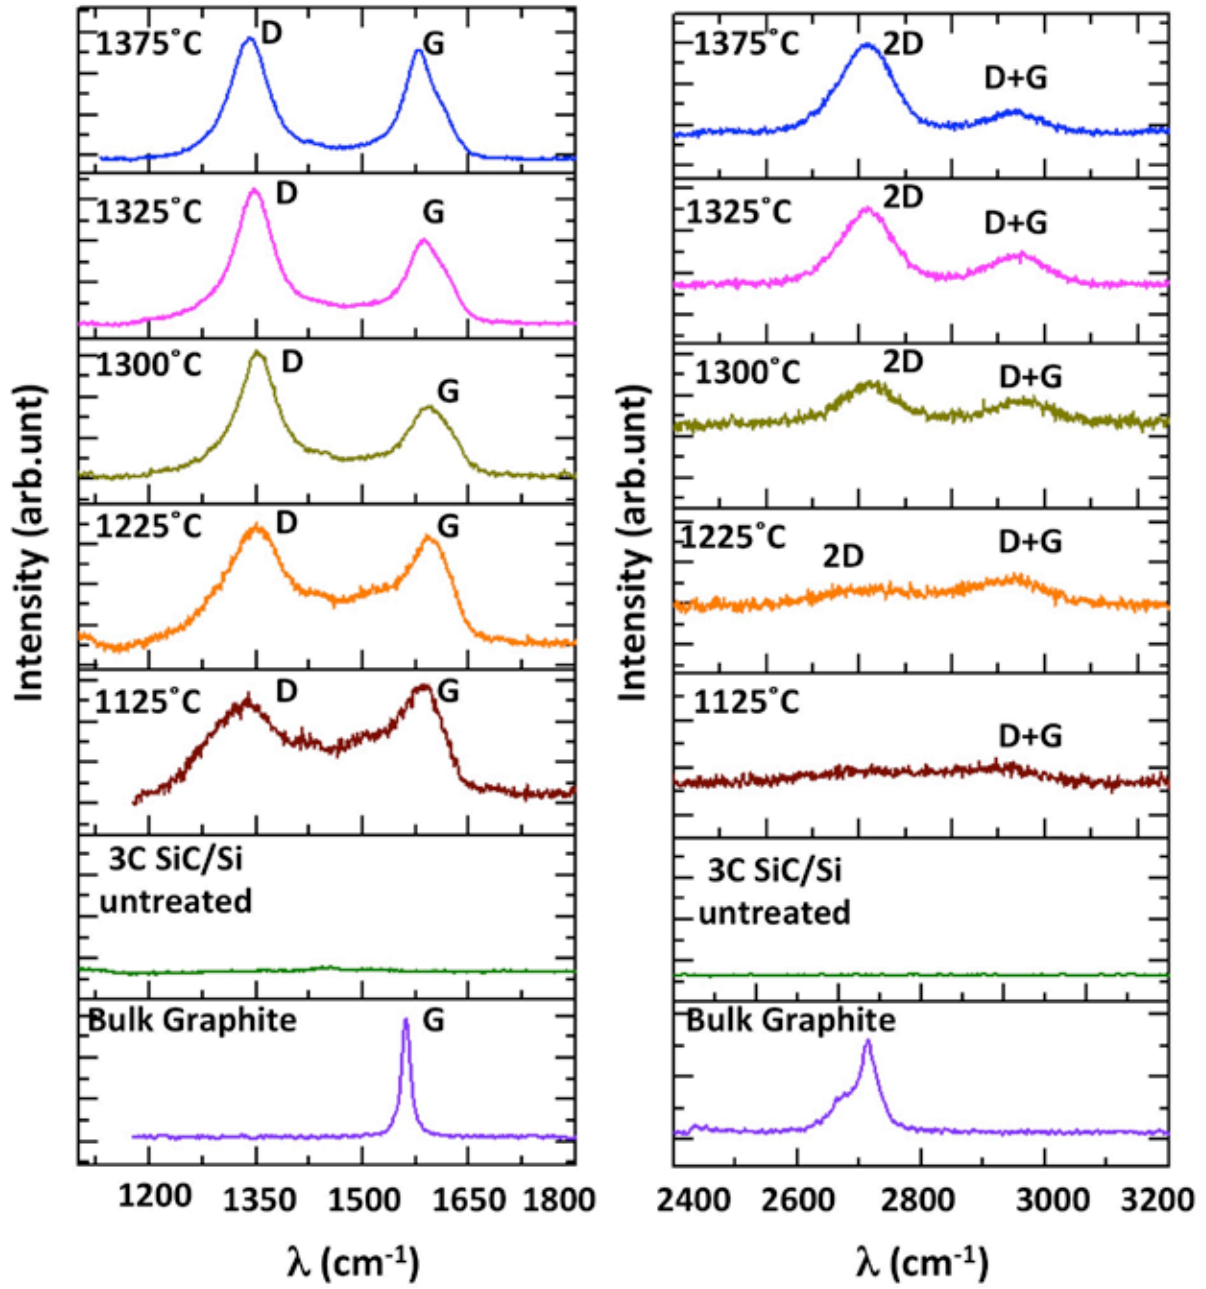 1375˚C D G
1325˚C D G
1300˚C D G
1225˚C D G
1125˚C D G
3C SiC/Si
untreated
Bulk Graphite G
Intensity (arb.unt)
1200 1350 1500 1650 1800
λ (cm-1)
1375˚C 2D D+G
1325˚C 2D D+G
1300˚C 2D D+G
1225˚C 2D D+G
1125˚C D+G
3C SiC/Si
untreated
Bulk Graphite
Intensity (arb.unt)
2400 2600 2800 3000 3200
λ (cm-1)